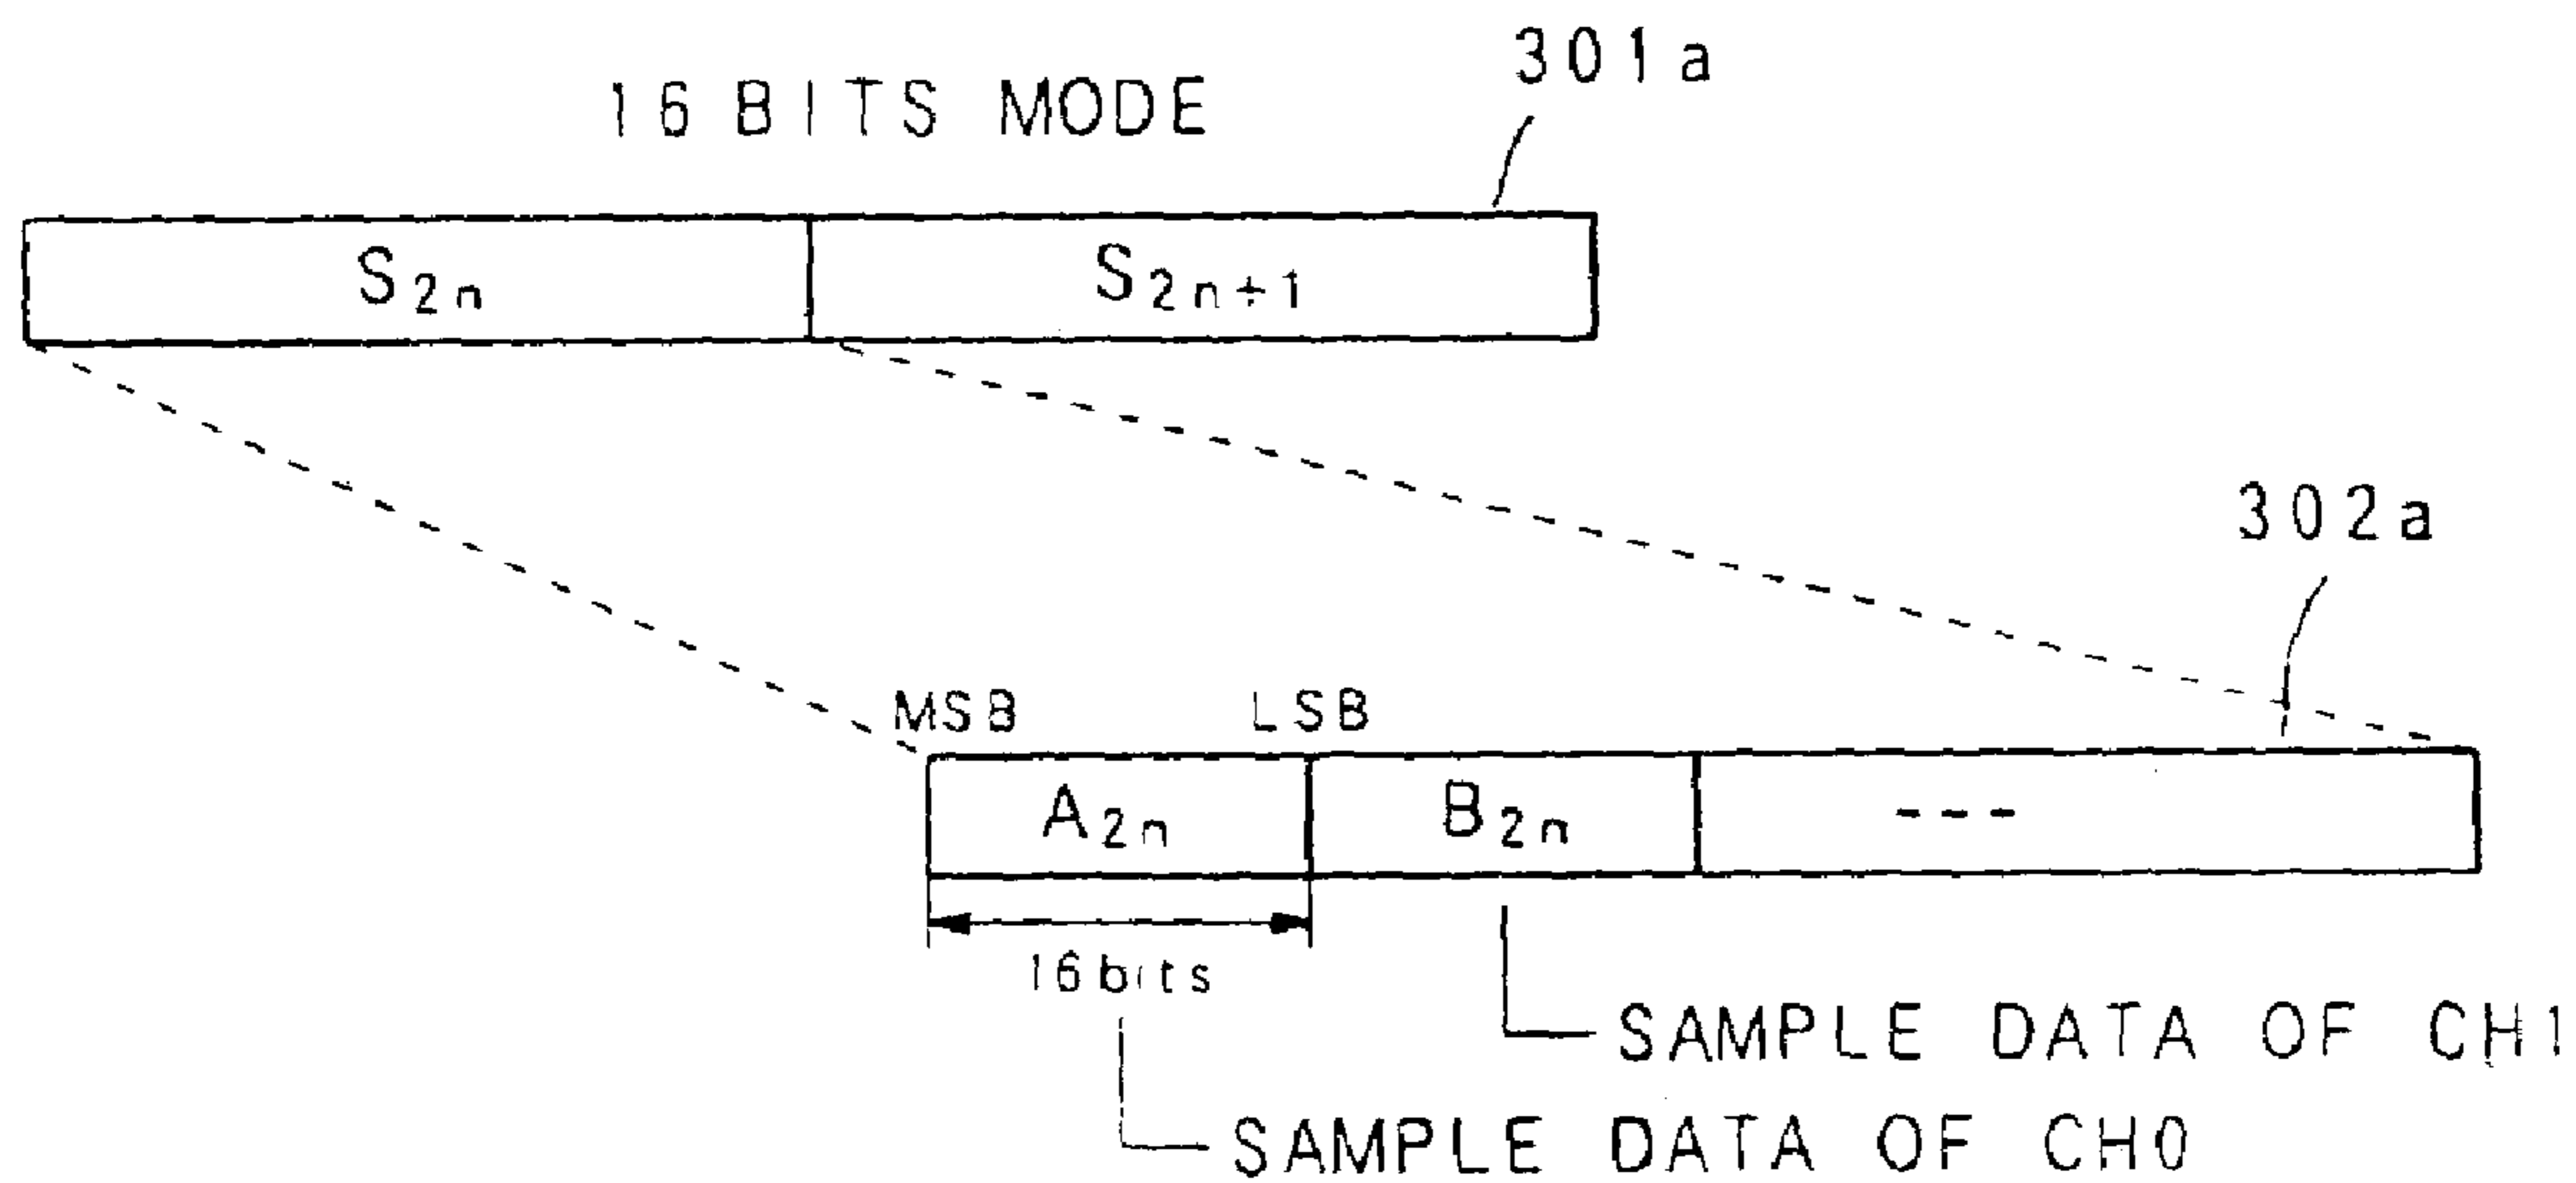 301a
16 BITS MODE
S2n S2n+1
302a
MSB LSB
A2n B2n ---
16bits
SAMPLE DATA OF CH1
SAMPLE DATA OF CH0